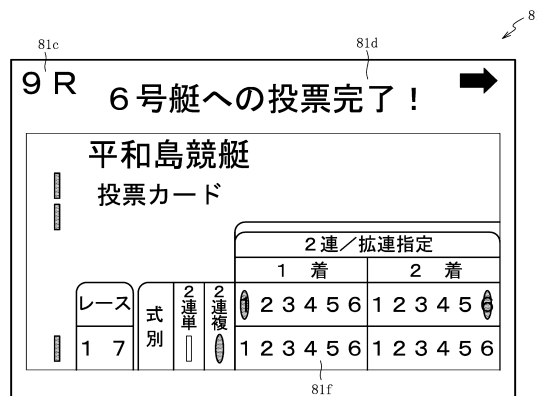 8
81c
81d
9R
6号艇への投票完了！
平和島競艇
投票カード
2連／拡連指定
1 着
2 着
レース
式別
2連単
2連複
1 2 3 4 5 6
1 2 3 4 5 6
1 7
1 2 3 4 5 6
1 2 3 4 5 6
81f